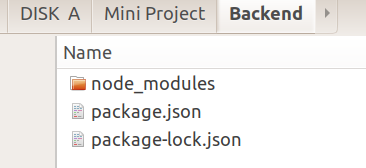 DISK A Mini Project Backend
Name
node_modules
package.json
package-lock.json